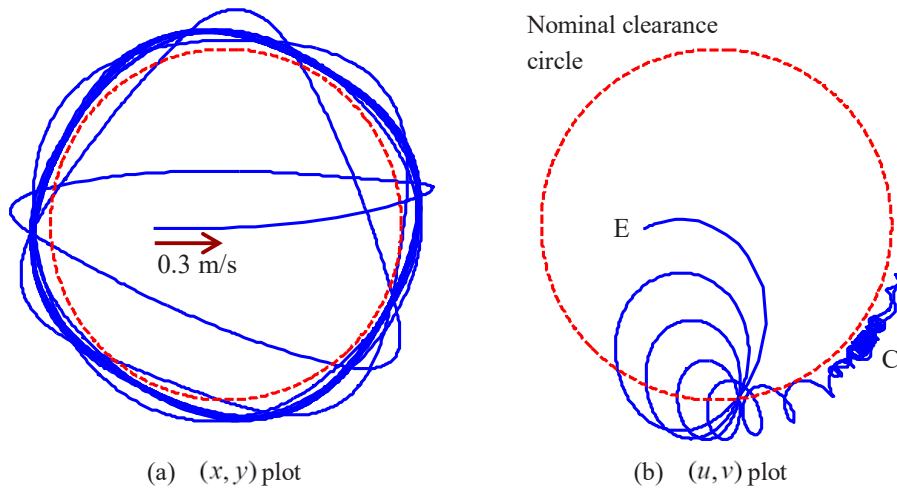 Nominal clearance
circle
E
0.3 m/s
C
(a) (x, y) plot
(b) (u, v) plot